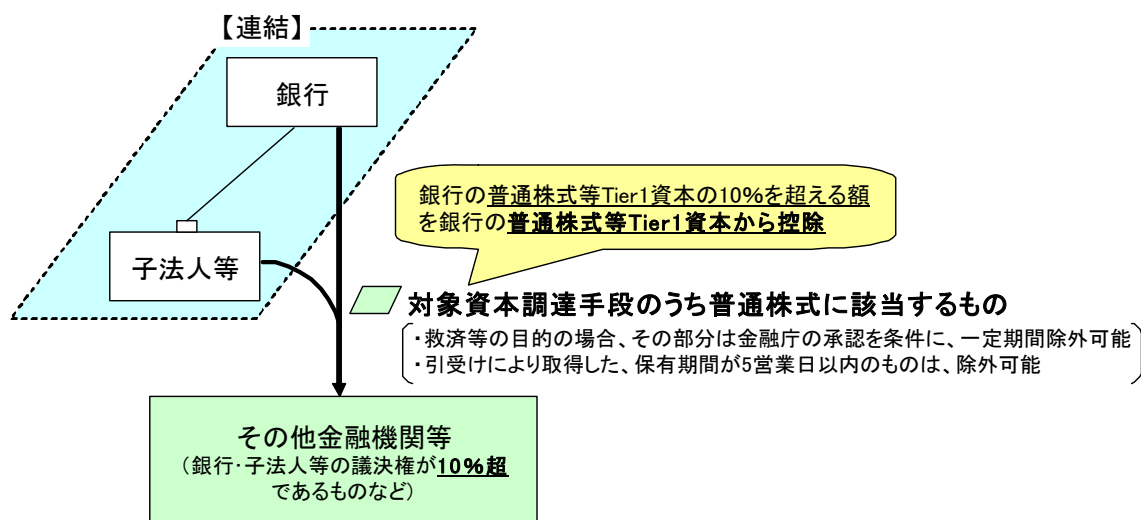 【連結】
銀行
子法人等
銀行の普通株式等Tier1資本の10%を超える額
を銀行の普通株式等Tier1資本から控除
対象資本調達手段のうち普通株式に該当するもの
・救済等の目的の場合、その部分は金融庁の承認を条件に、一定期間除外可能
・引受けにより取得した、保有期間が5営業日以内のものは、除外可能
その他金融機関等
（銀行・子法人等の議決権が10%超
であるものなど）